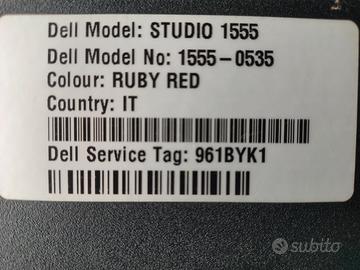 Dell Model: STUDIO 1555
Dell Model No: 1555-0535
Colour: RUBY RED
Country: IT
Dell Service Tag: 961BYK1
subito